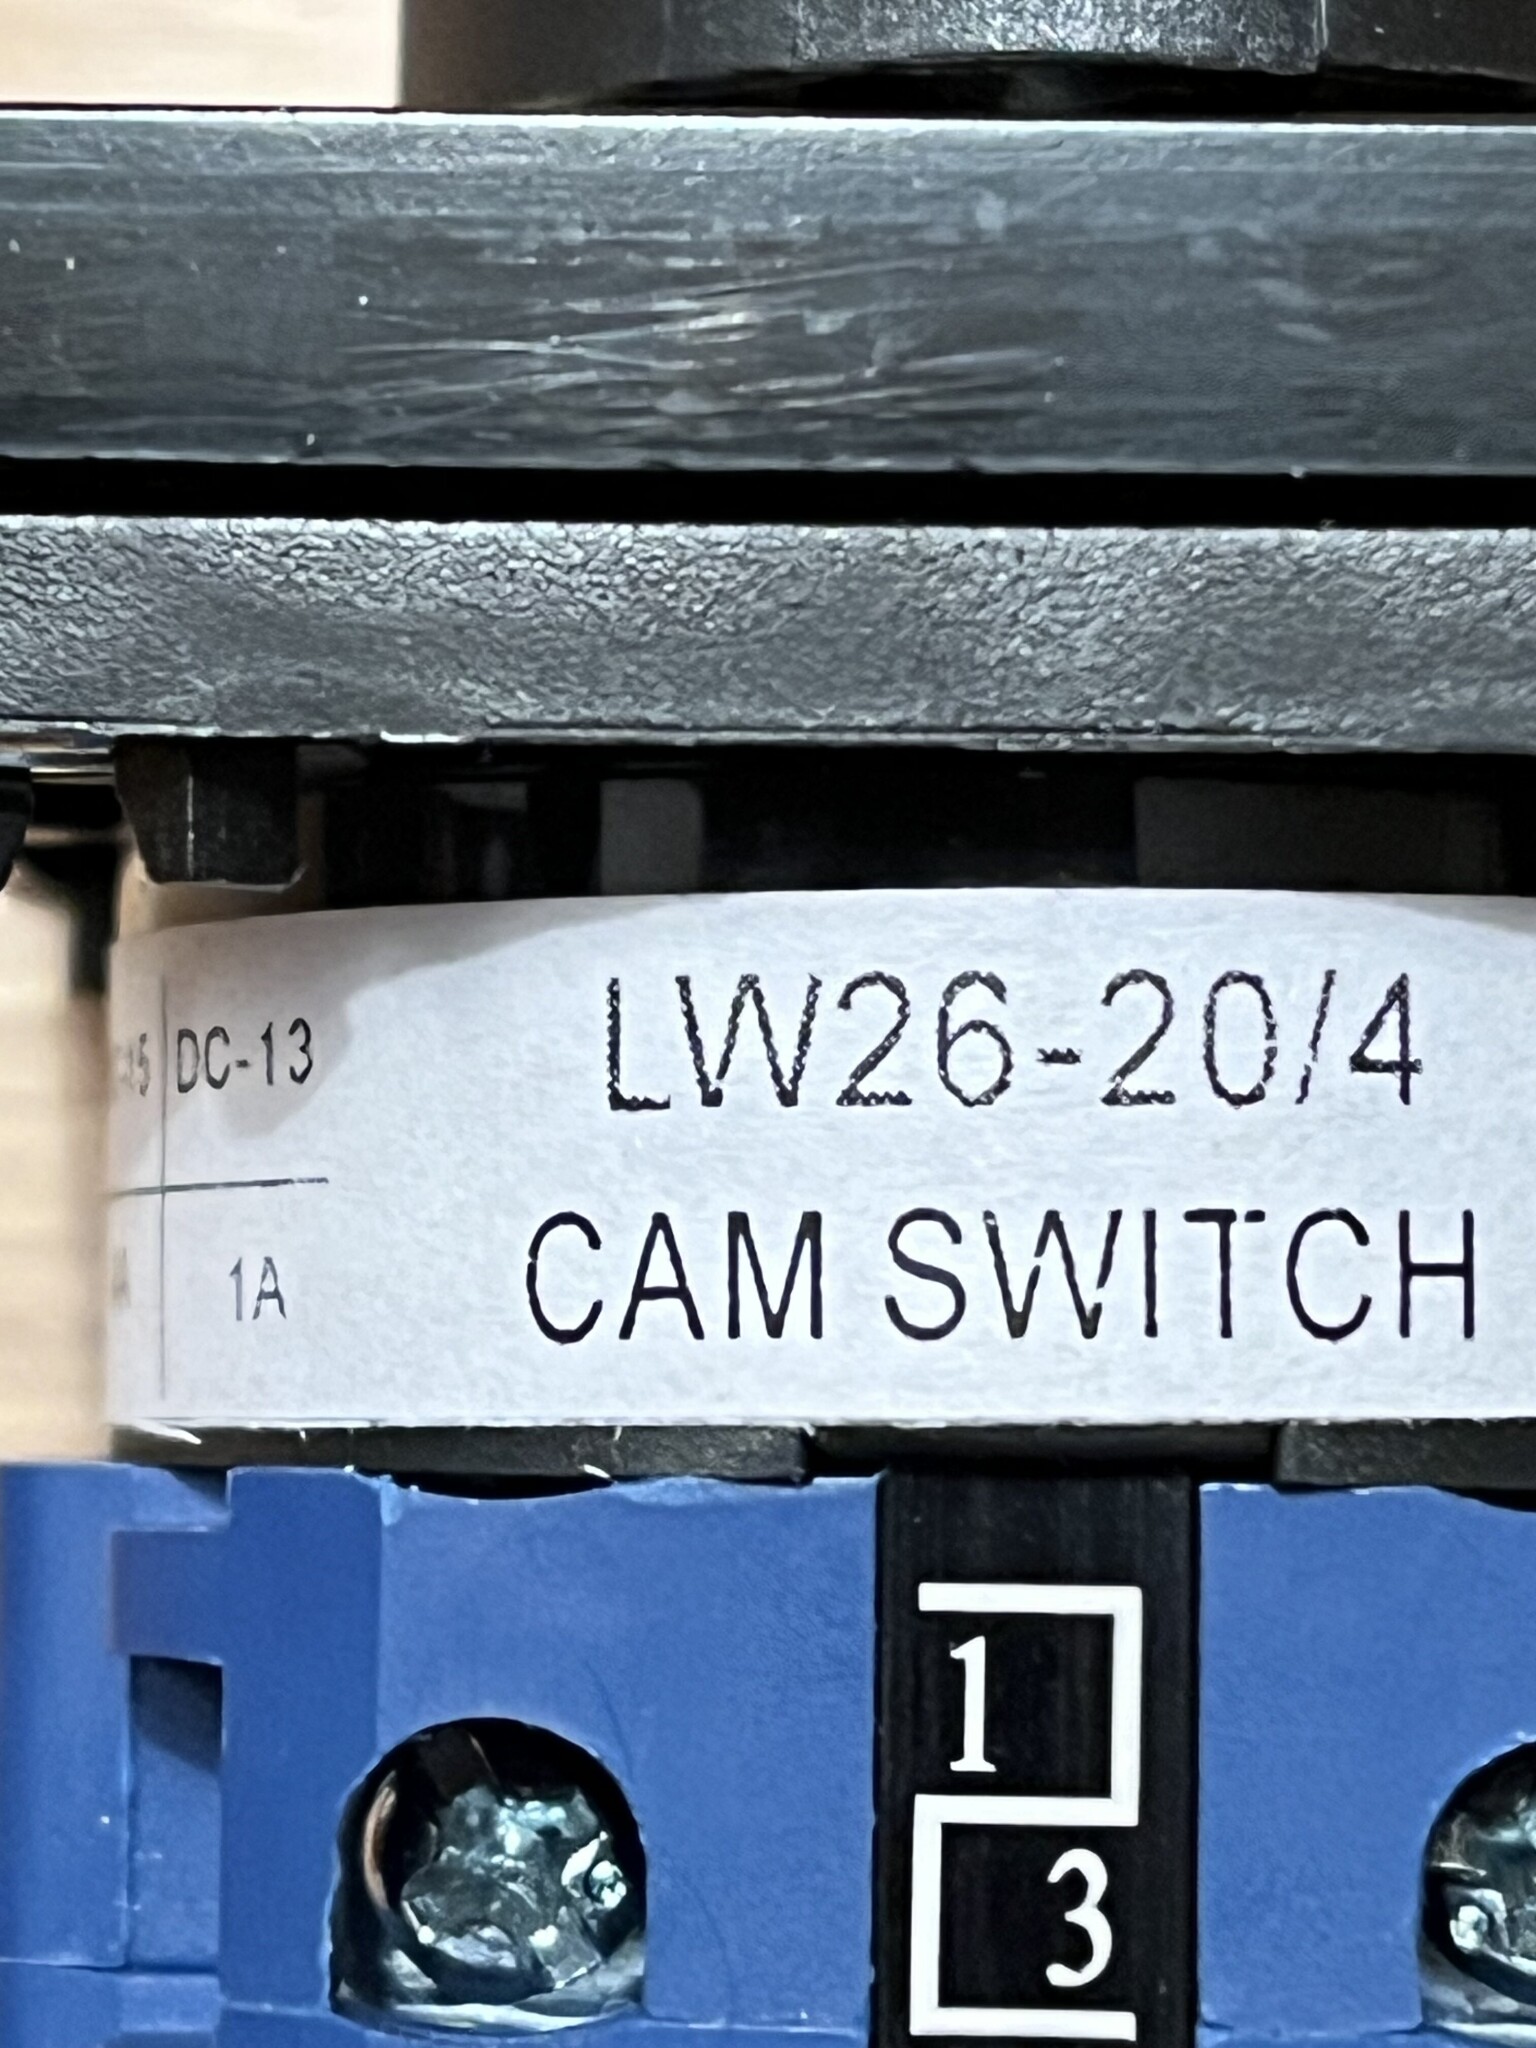 LW26-20/4
DC-13
CAM SWITCH
1A
1
3